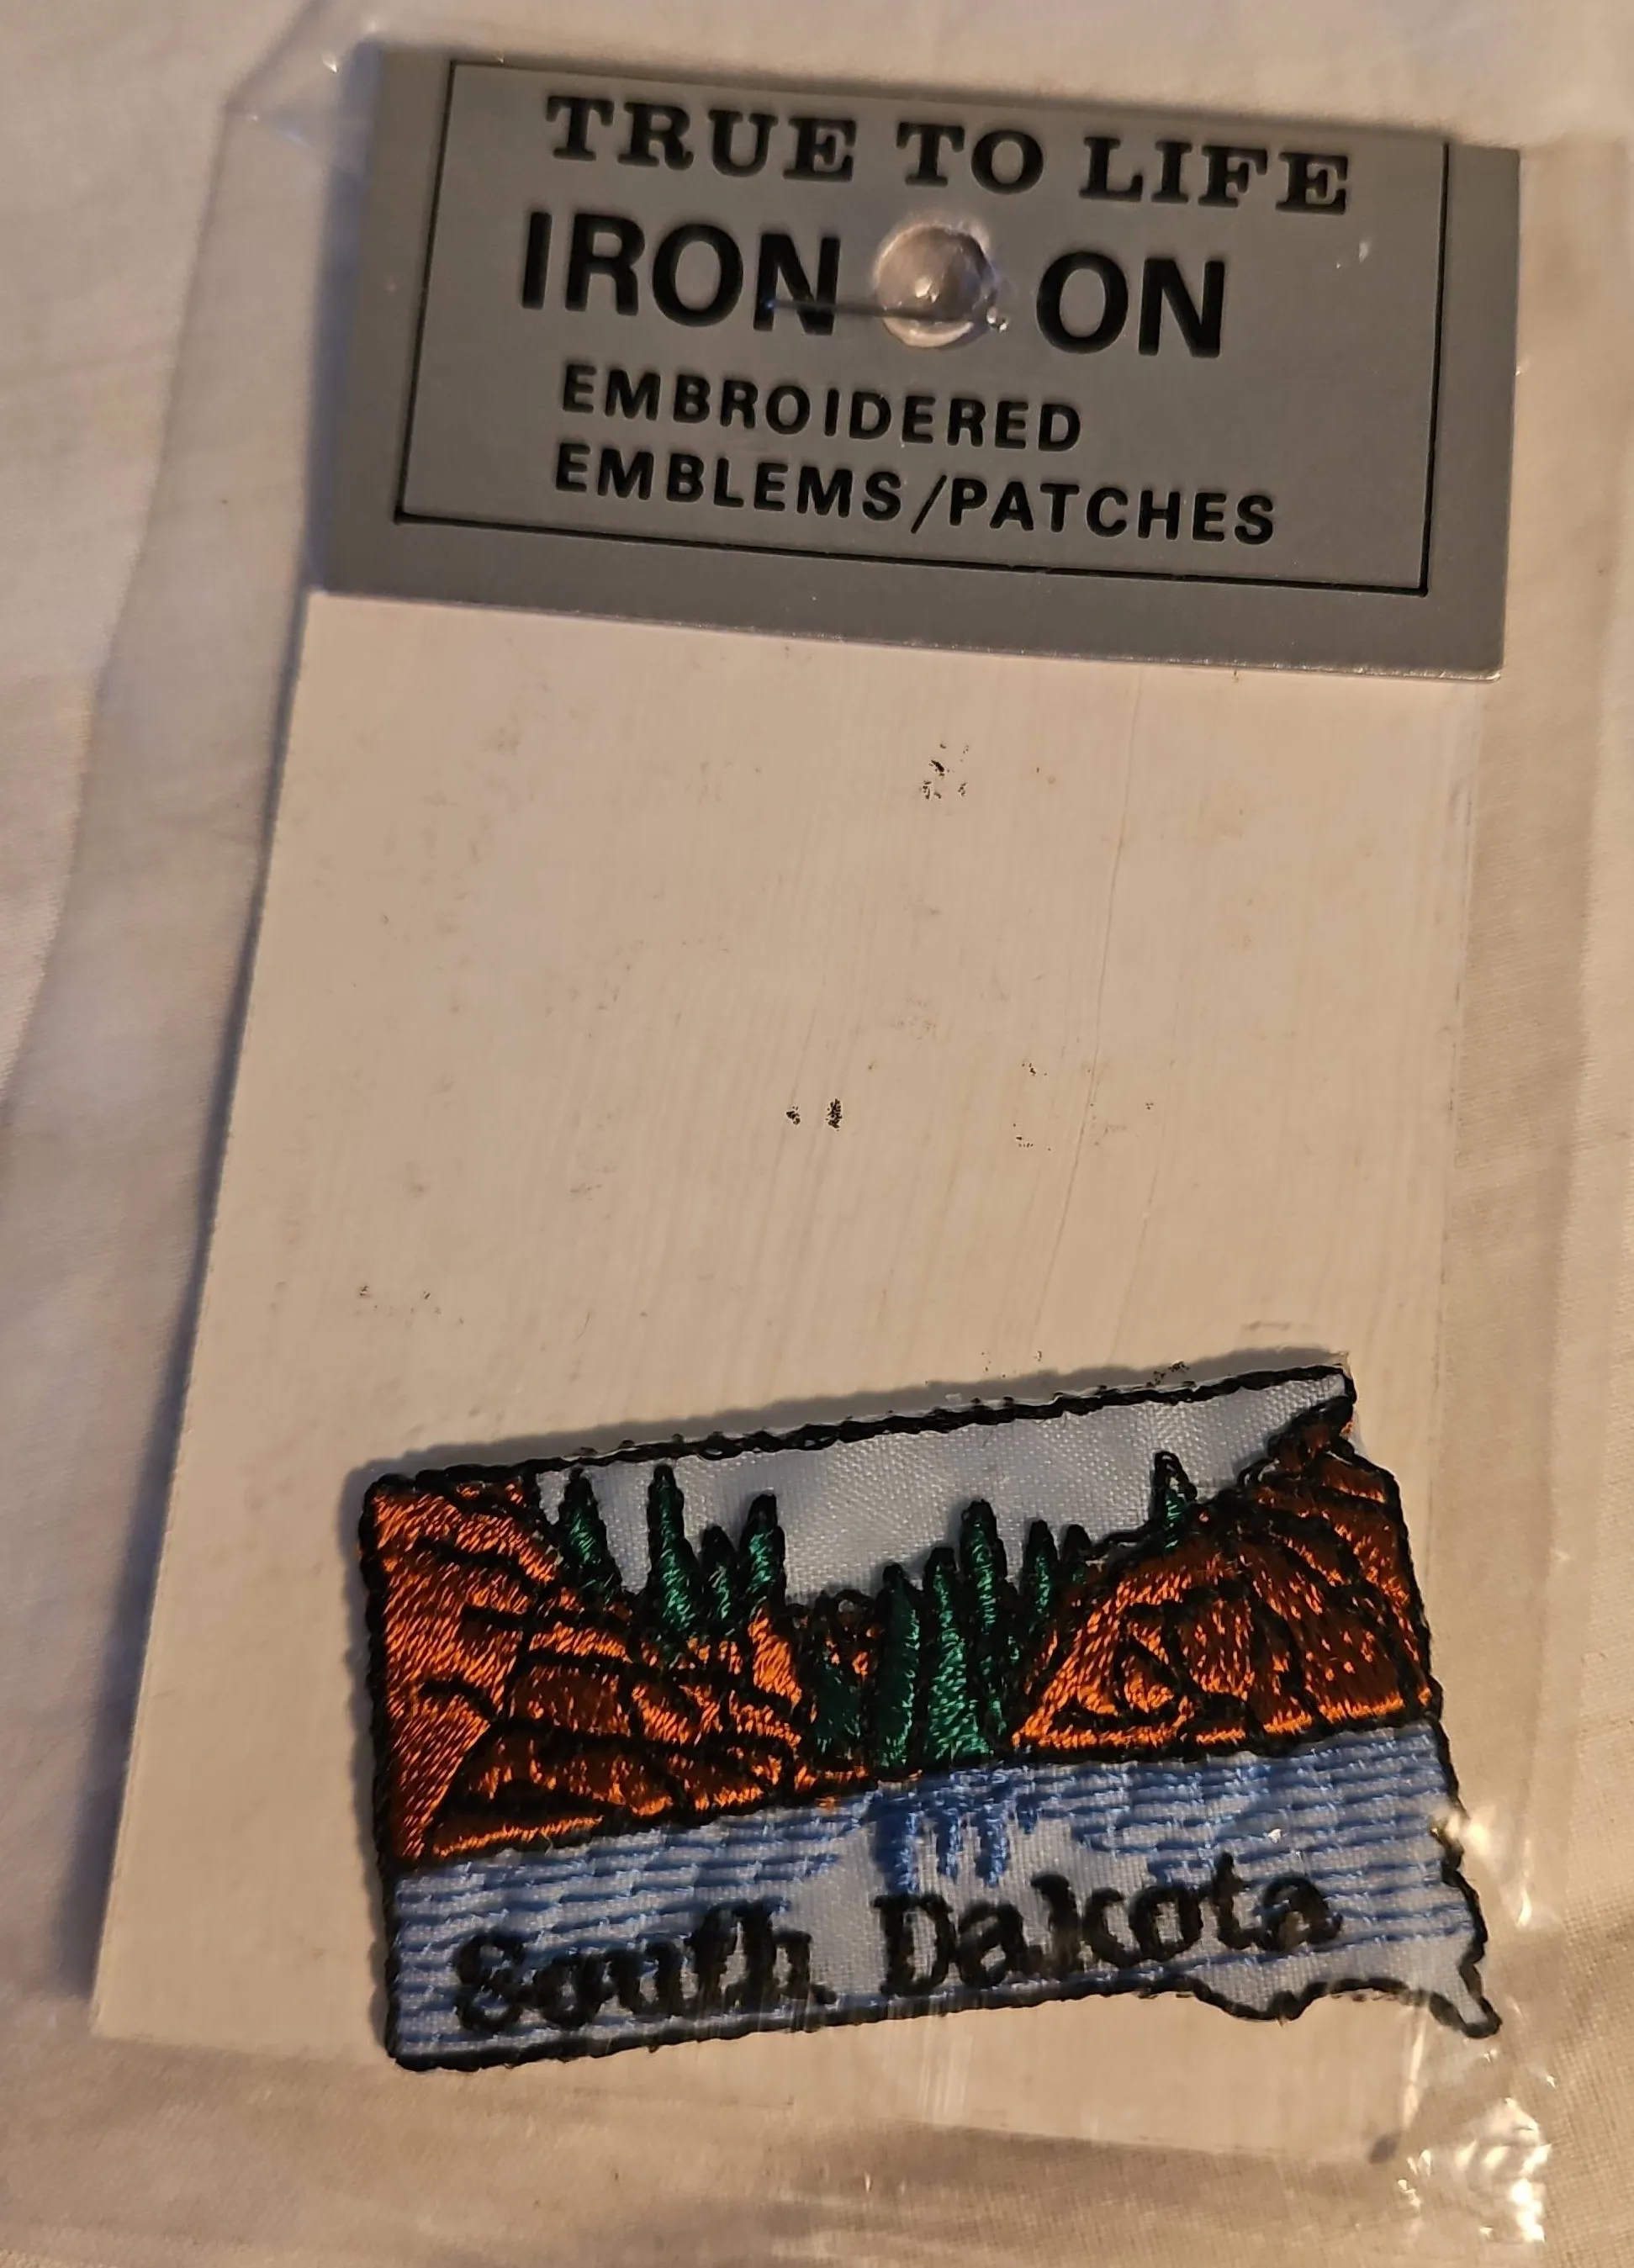 TRUE TO LIFE
IRON ON
EMBROIDERED
EMBLEMS/PATCHES
South Dakota